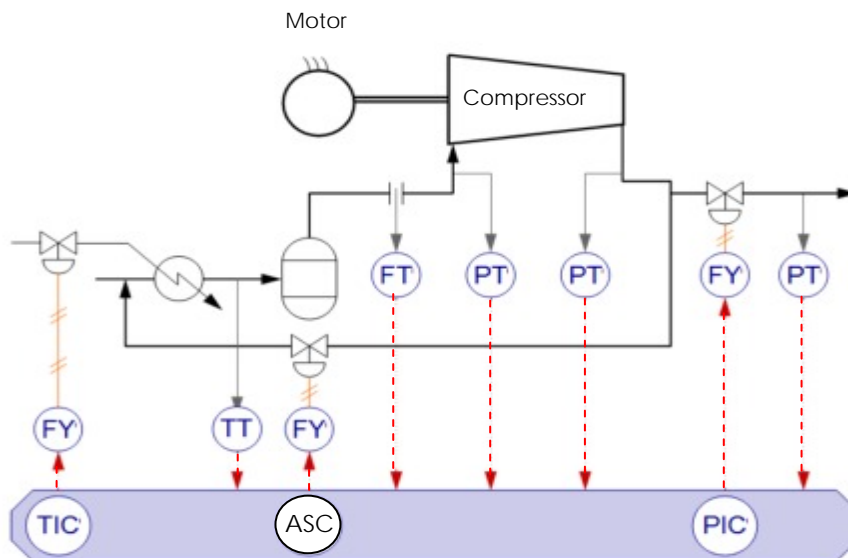 Motor
Compressor
FT
PT
PT
FY
PT
FY
TT
FY
TIC
ASC
PIC